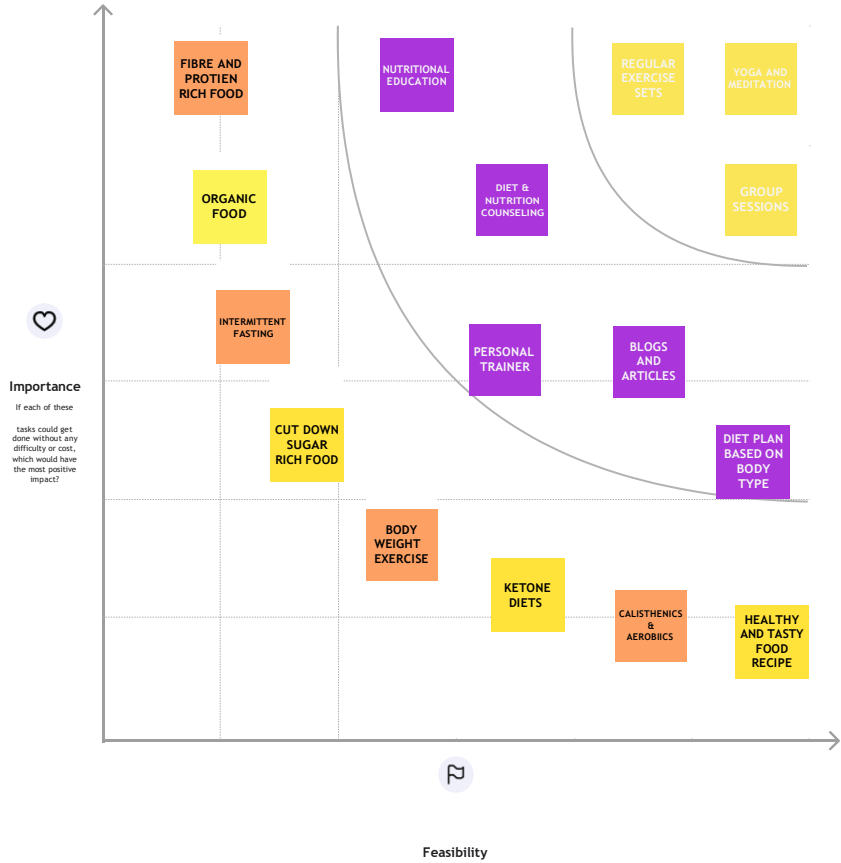 FIBRE AND
PROTIEN
RICH FOOD
NUTRITIONAL
EDUCATION
REGULAR
EXERCISE
SETS
YOGA AND
MEDITATION
ORGANIC
FOOD
DIET &
NUTRITION
COUNSELING
GROUP
SESSIONS
INTERMITTENT
FASTING
PERSONAL
TRAINER
BLOGS
AND
ARTICLES
Importance
If each of these
tasks could get
done without any
difficulty or cost,
which would have
the most positive
impact?
CUT DOWN
SUGAR
RICH FOOD
DIET PLAN
BASED ON
BODY
TYPE
BODY
WEIGHT
EXERCISE
KETONE
DIETS
CALISTHENICS
&
AEROBIICS
HEALTHY
AND TASTY
FOOD
RECIPE
Feasibility